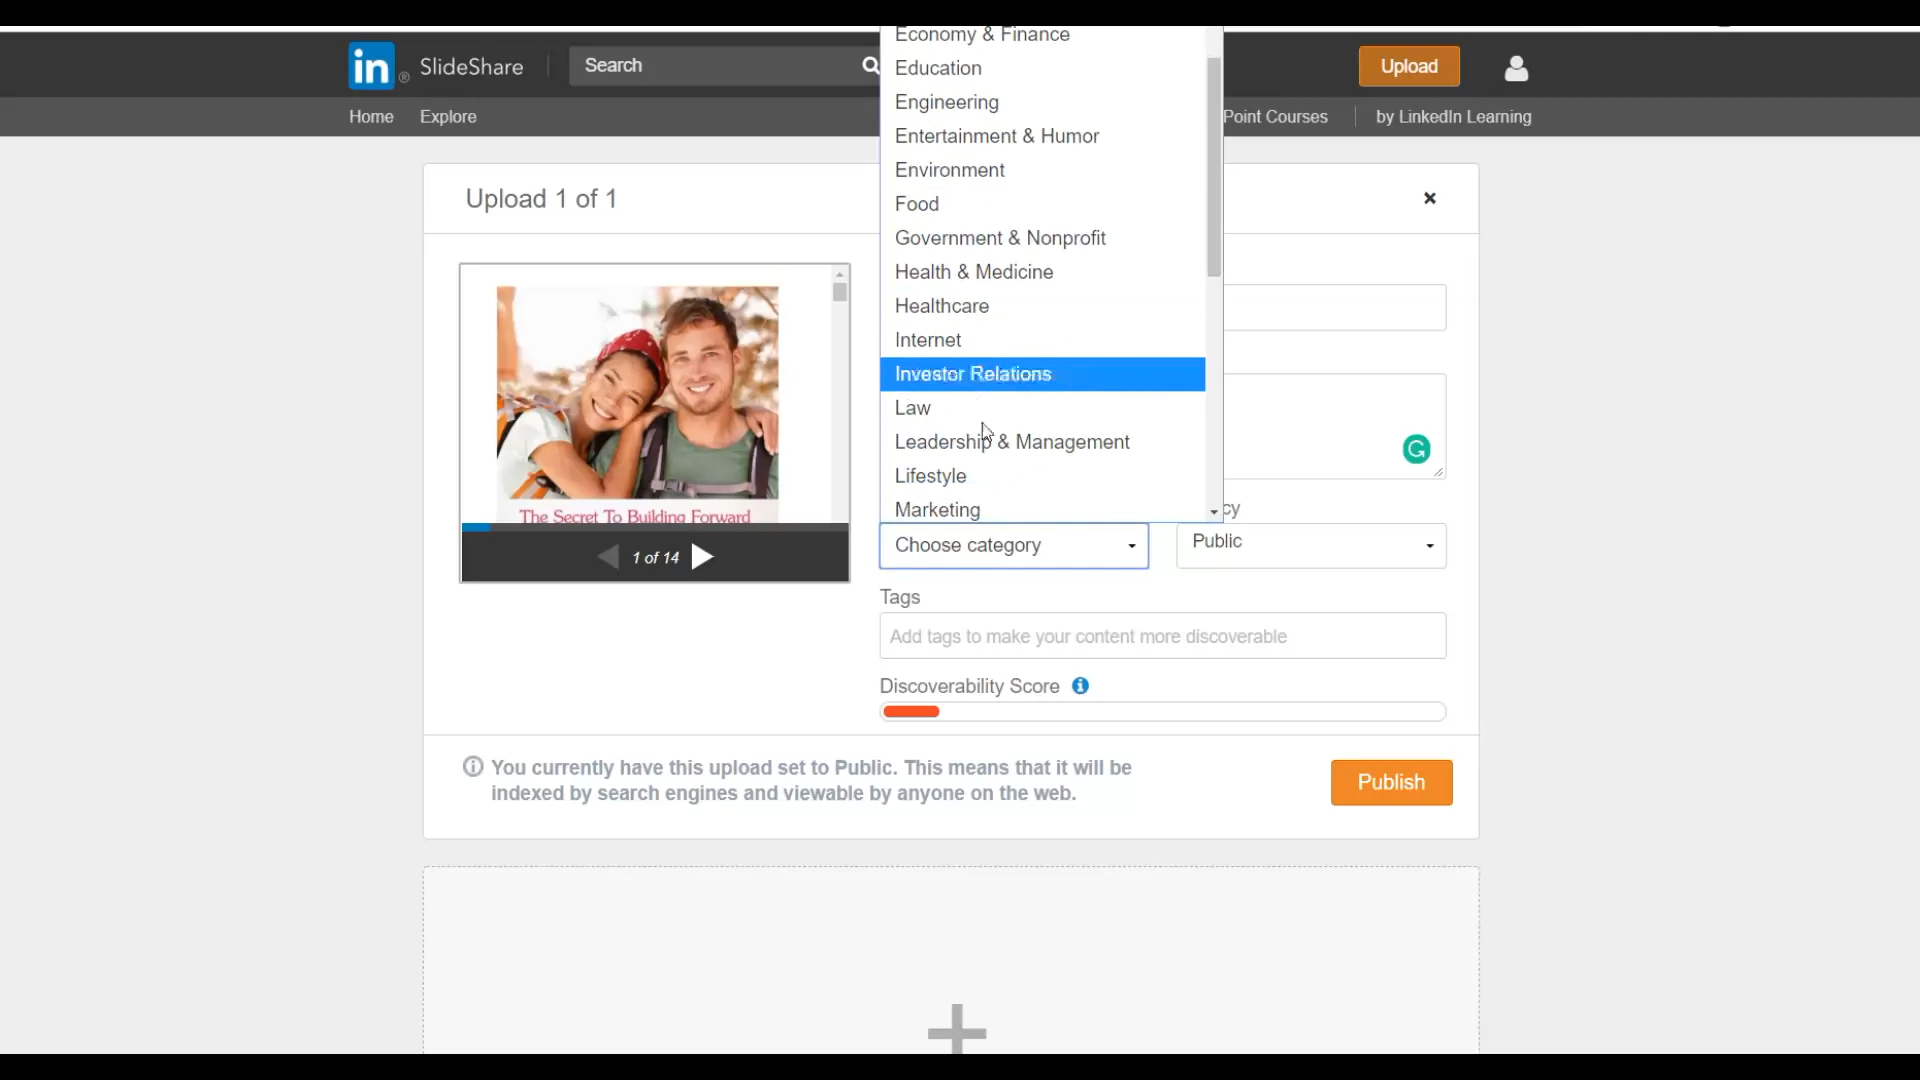 in ® SlideShare
Search
Upload
Home
Explore
Point Courses
by LinkedIn Learning
Upload 1 of 1
Economy & Finance
Education
Engineering
Entertainment & Humor
Environment
Food
Government & Nonprofit
Health & Medicine
Healthcare
Internet
Investor Relations
Law
Leadership & Management
Lifestyle
Marketing
The Secret To Building Forward
1 of 14
cy
Choose category
Public
Tags
Add tags to make your content more discoverable
Discoverability Score
You currently have this upload set to Public. This means that it will be
indexed by search engines and viewable by anyone on the web.
Publish